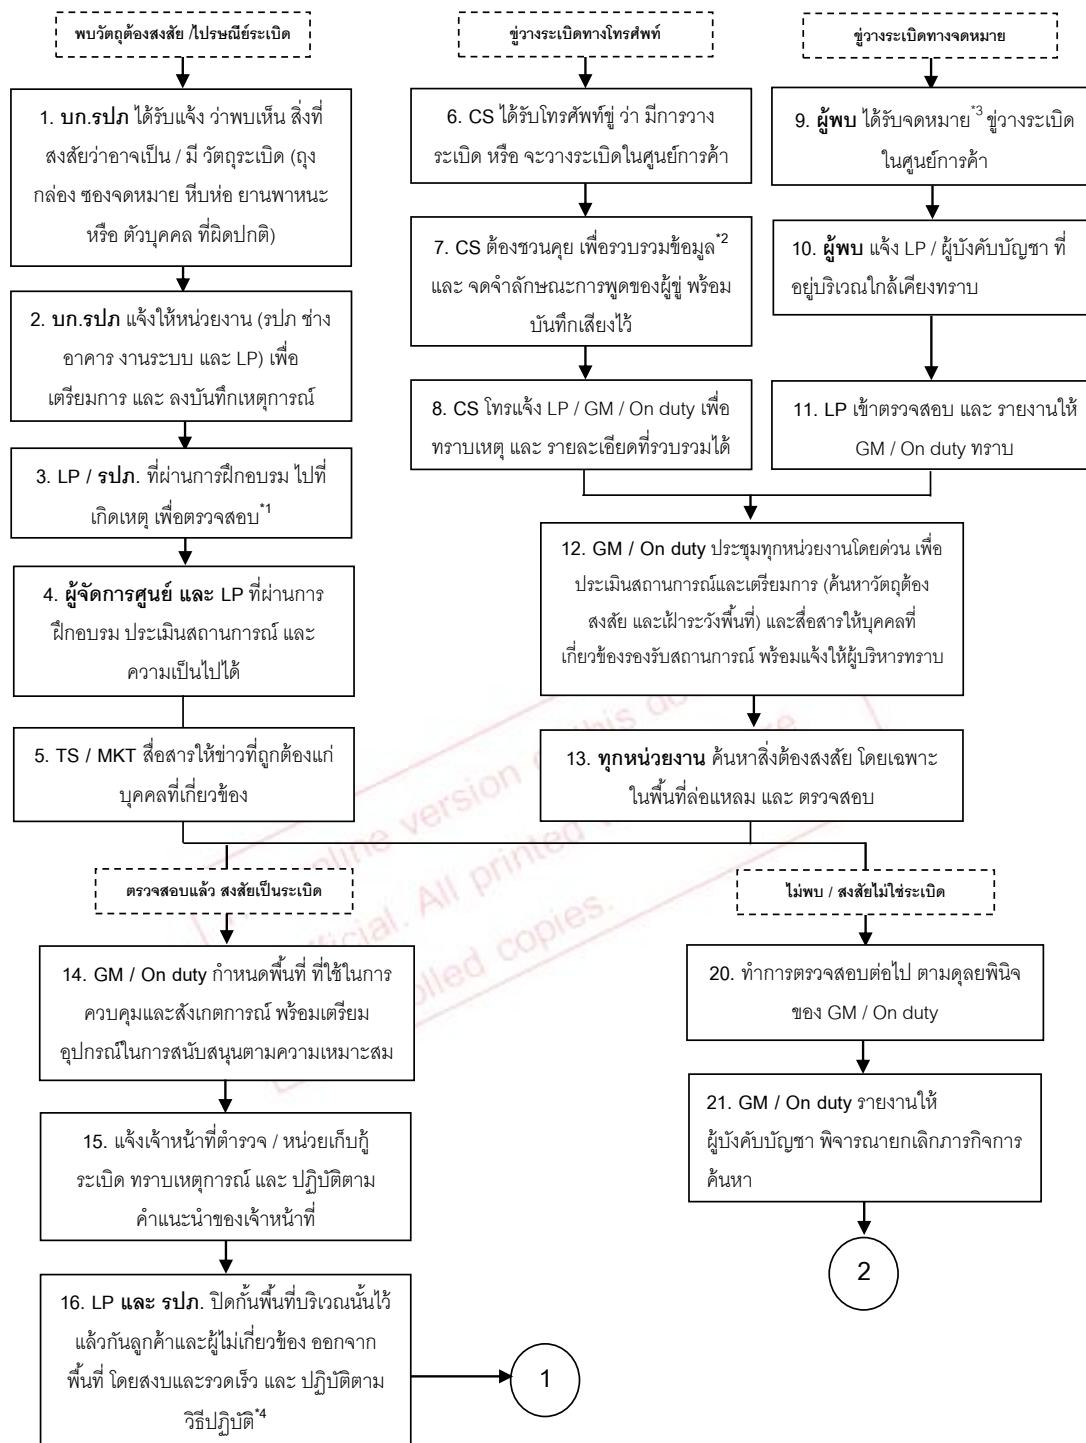 พบวัตถุต้องสงสัย /ไปรษณีย์ระเบิด
1. บก.รปภ ได้รับแจ้ง ว่าพบเห็น สิ่งที่
สงสัยว่าอาจเป็น / มี วัตถุระเบิด (ถุง
กล่อง ซองจดหมาย หีบห่อ ยานพาหนะ
หรือ ตัวบุคคล ที่ผิดปกติ)
2. บก.รปภ แจ้งให้หน่วยงาน (รปภ ช่าง
อาคาร งานระบบ และ LP) เพื่อ
เตรียมการ และ ลงบันทึกเหตุการณ์
3. LP / รปภ. ที่ผ่านการฝึกอบรม ไปที่
เกิดเหตุ เพื่อตรวจสอบ*1
4. ผู้จัดการศูนย์ และ LP ที่ผ่านการ
ฝึกอบรม ประเมินสถานการณ์ และ
ความเป็นไปได้
5. TS / MKT สื่อสารให้ข่าวที่ถูกต้องแก่
บุคคลที่เกี่ยวข้อง
ขู่วางระเบิดทางโทรศัพท์
6. CS ได้รับโทรศัพท์ขู่ ว่า มีการวาง
ระเบิด หรือ จะวางระเบิดในศูนย์การค้า
7. CS ต้องชวนคุย เพื่อรวบรวมข้อมูล*2
และ จดจำลักษณะการพูดของผู้ขู่ พร้อม
บันทึกเสียงไว้
8. CS โทรแจ้ง LP / GM / On duty เพื่อ
ทราบเหตุ และ รายละเอียดที่รวบรวมได้
ขู่วางระเบิดทางจดหมาย
9. ผู้พบ ได้รับจดหมาย*3 ขู่วางระเบิด
ในศูนย์การค้า
10. ผู้พบ แจ้ง LP / ผู้บังคับบัญชา ที่
อยู่บริเวณใกล้เคียงทราบ
11. LP เข้าตรวจสอบ และ รายงานให้
GM / On duty ทราบ
12. GM / On duty ประชุมทุกหน่วยงานโดยด่วน เพื่อ
ประเมินสถานการณ์และเตรียมการ (ค้นหาวัตถุต้อง
สงสัย และเฝ้าระวังพื้นที่) และสื่อสารให้บุคคลที่
เกี่ยวข้องรองรับสถานการณ์ พร้อมแจ้งให้ผู้บริหารทราบ
13. ทุกหน่วยงาน ค้นหาสิ่งต้องสงสัย โดยเฉพาะ
ในพื้นที่ล่อแหลม และ ตรวจสอบ
ตรวจสอบแล้ว สงสัยเป็นระเบิด
14. GM / On duty กำหนดพื้นที่ ที่ใช้ในการ
ควบคุมและสังเกตการณ์ พร้อมเตรียม
อุปกรณ์ในการสนับสนุนตามความเหมาะสม
15. แจ้งเจ้าหน้าที่ตำรวจ / หน่วยเก็บกู้
ระเบิด ทราบเหตุการณ์ และ ปฏิบัติตาม
คำแนะนำของเจ้าหน้าที่
16. LP และ รปภ. ปิดกั้นพื้นที่บริเวณนั้นไว้
แล้วกันลูกค้าและผู้ไม่เกี่ยวข้อง ออกจาก
พื้นที่ โดยสงบและรวดเร็ว และ ปฏิบัติตาม
วิธีปฏิบัติ*4
1
ไม่พบ / สงสัยไม่ใช่ระเบิด
20. ทำการตรวจสอบต่อไป ตามดุลยพินิจ
ของ GM / On duty
21. GM / On duty รายงานให้
ผู้บังคับบัญชา พิจารณายกเลิกภารกิจการ
ค้นหา
2
version
this
All printed
copies.